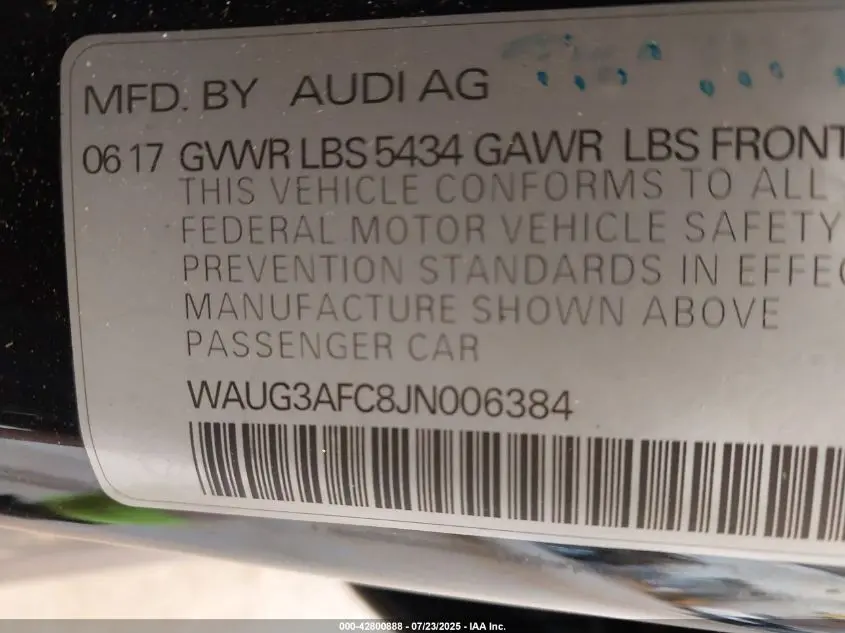 MFD. BY AUDI AG
06 17 GVWR LBS 5434 GAWR LBS FRONT
THIS VEHICLE CONFORMS TO ALL
FEDERAL MOTOR VEHICLE SAFETY
PREVENTION STANDARDS IN EFFEC
MANUFACTURE SHOWN ABOVE
PASSENGER CAR
WAUG3AFC8JN006384
000-42800888 - 07/23/2025 - IAA Inc.